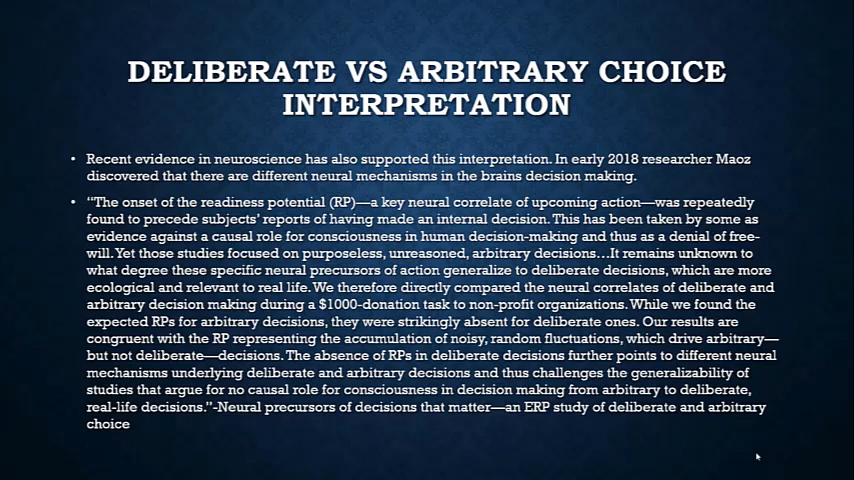 DELIBERATE VS ARBITRARY CHOICE
INTERPRETATION
• Recent evidence in neuroscience has also supported this interpretation. In early 2018 researcher Maoz
discovered that there are different neural mechanisms in the brains decision making.
• “The onset of the readiness potential (RP)—a key neural correlate of upcoming action—was repeatedly
found to precede subjects’ reports of having made an internal decision. This has been taken by some as
evidence against a causal role for consciousness in human decision-making and thus as a denial of free-
will. Yet those studies focused on purposeless, unreasoned, arbitrary decisions…It remains unknown to
what degree these specific neural precursors of action generalize to deliberate decisions, which are more
ecological and relevant to real life. We therefore directly compared the neural correlates of deliberate and
arbitrary decision making during a $1000-donation task to non-profit organizations. While we found the
expected RPs for arbitrary decisions, they were strikingly absent for deliberate ones. Our results are
congruent with the RP representing the accumulation of noisy, random fluctuations, which drive arbitrary—
but not deliberate—decisions. The absence of RPs in deliberate decisions further points to different neural
mechanisms underlying deliberate and arbitrary decisions and thus challenges the generalizability of
studies that argue for no causal role for consciousness in decision making from arbitrary to deliberate,
real-life decisions.”-Neural precursors of decisions that matter—an ERP study of deliberate and arbitrary
choice